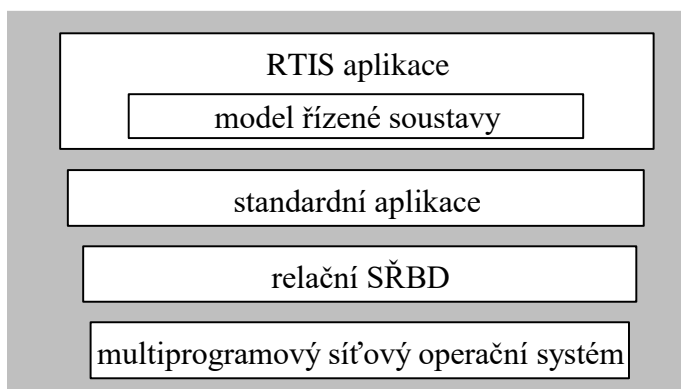 RTIS aplikace
model řízené soustavy
standardní aplikace
relační SŘBD
multiprogramový síťový operační systém